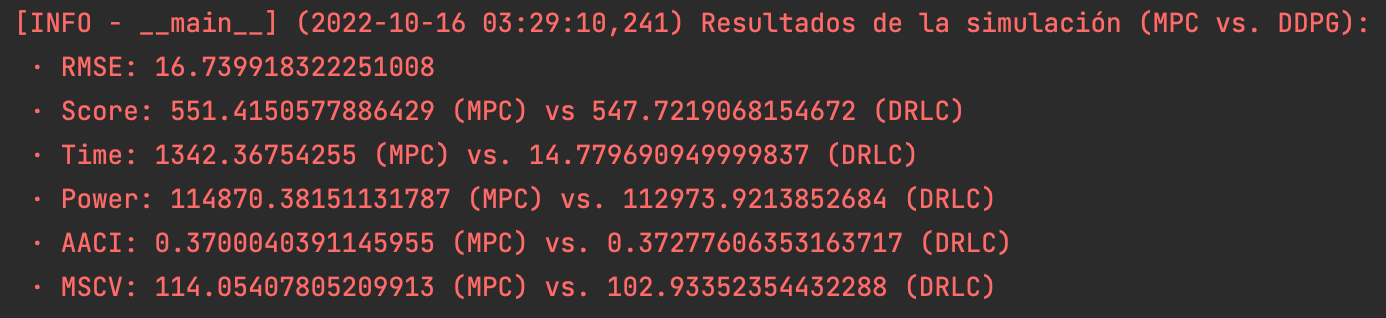 [INFO - __main__] (2022-10-16 03:29:10,241) Resultados de la simulación (MPC vs. DDPG):
· RMSE: 16.739918322251008
· Score: 551.4150577886429 (MPC) vs 547.7219068154672 (DRLC)
· Time: 1342.36754255 (MPC) vs. 14.779690949999837 (DRLC)
· Power: 114870.38151131787 (MPC) vs. 112973.9213852684 (DRLC)
· AACI: 0.3700040391145955 (MPC) vs. 0.37277606353163717 (DRLC)
· MSCV: 114.05407805209913 (MPC) vs. 102.93352354432288 (DRLC)